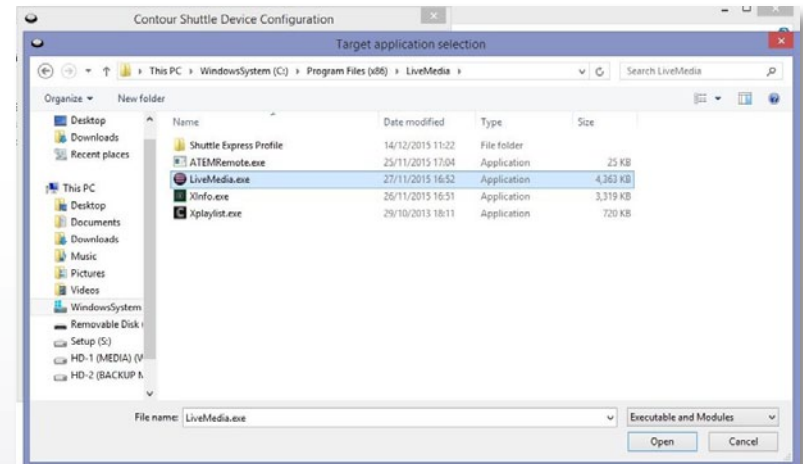 Contour Shuttle Device Configuration
Target application selection
This PC › WindowsSystem (C:) › Program Files (x86) › LiveMedia ›
Search LiveMedia
Organize
New folder
Name Date modified Type Size
Desktop
Downloads
Recent places
This PC
Desktop
Documents
Downloads
Music
Pictures
Videos
WindowsSystem
Removable Disk
Setup (S:)
HD-1 (MEDIA) (V
HD-2 (BACKUP
Shuttle Express Profile 14/12/2015 11:22 File folder
ATEMRemote.exe 25/11/2015 17:04 Application 25 KB
LiveMedia.exe 27/11/2015 16:52 Application 4,363 KB
XInfo.exe 26/11/2015 16:51 Application 3,319 KB
Xplaylist.exe 29/10/2013 18:11 Application 720 KB
File name: LiveMedia.exe
Executable and Modules
Open Cancel